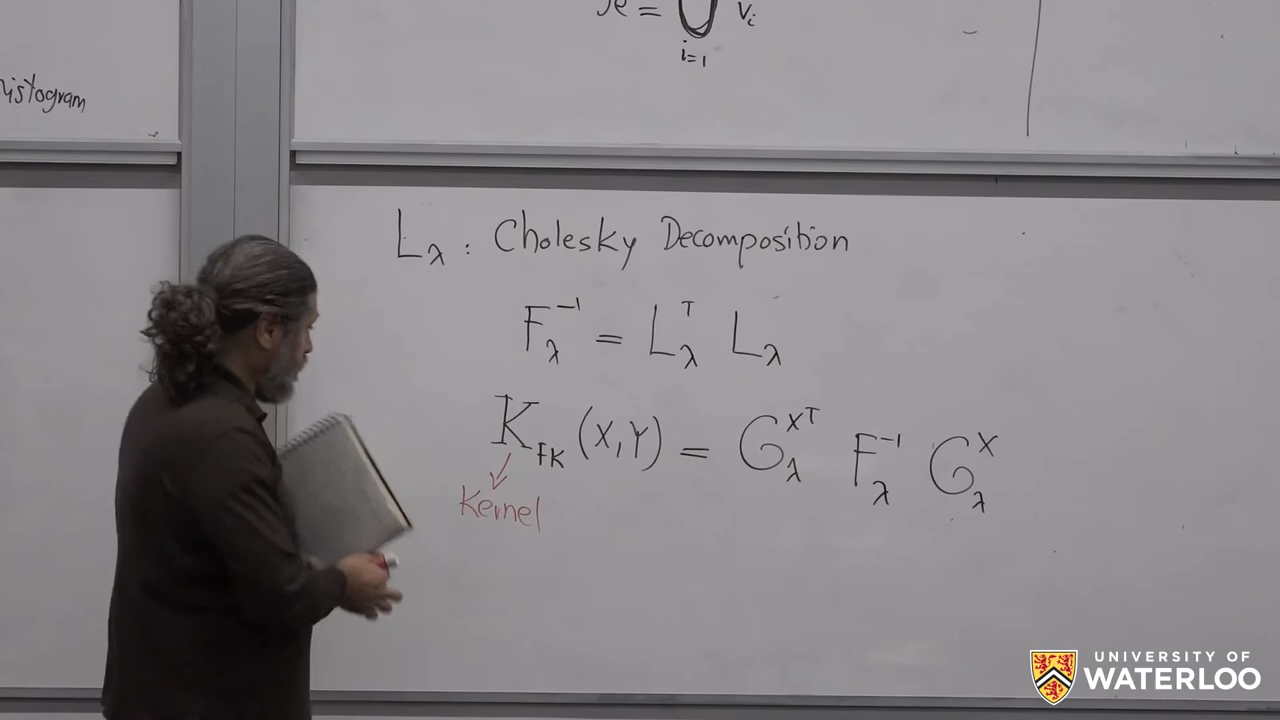 = ⋃ Vᵢ
i=1
histogram
L_λ : Cholesky Decomposition
F_λ⁻¹ = L_λᵀ L_λ
K_FK (X,Y) = G_λ^XT F_λ⁻¹ G_λ^X
Kernel
UNIVERSITY OF
WATERLOO